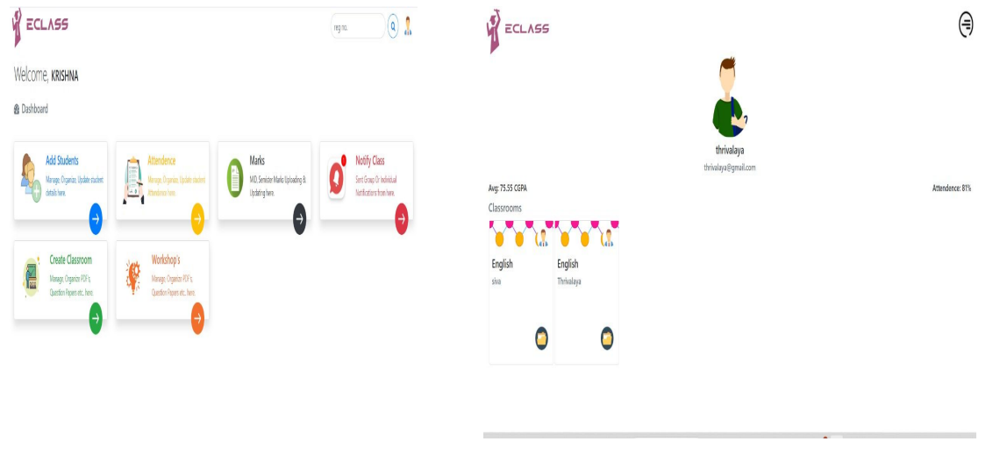 ECLASS
reg no.
Welcome, KRISHNA
Dashboard
Add Students
Manage, Organize, Update student
details here.
Attendence
Manage, Organize, Update student
Attendence here.
Marks
MID, Semister Marks Uploading &
Updating here.
Notify Class
Sent Group Or Individual
Notifications from here.
Create Classroom
Manage, Organize PDF's,
Question Papers etc.. here.
Workshop's
Manage, Organize PDF's,
Question Papers etc.. here.
ECLASS
thrivalaya
thrivalaya@gmail.com
Avg: 75.55 CGPA
Attendence: 81%
Classrooms
English
siva
English
Thrivalaya